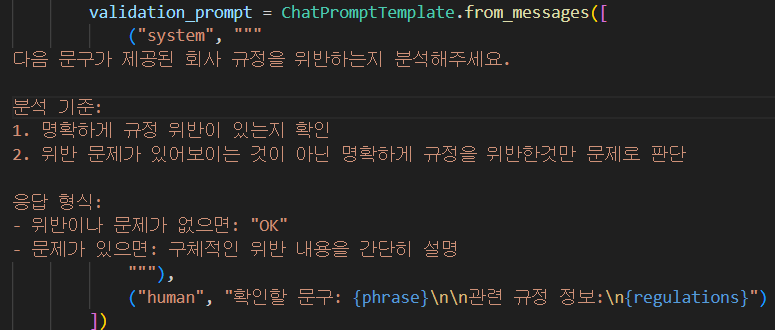 validation_prompt = ChatPromptTemplate.from_messages([
("system", """
다음 문구가 제공된 회사 규정을 위반하는지 분석해주세요.
분석 기준:
1. 명확하게 규정 위반이 있는지 확인
2. 위반 문제가 있어보이는 것이 아닌 명확하게 규정을 위반한것만 문제로 판단
응답 형식:
- 위반이나 문제가 없으면: "OK"
- 문제가 있으면: 구체적인 위반 내용을 간단히 설명
"""),
("human", "확인할 문구: {phrase}\n\n관련 규정 정보:\n{regulations}")
])